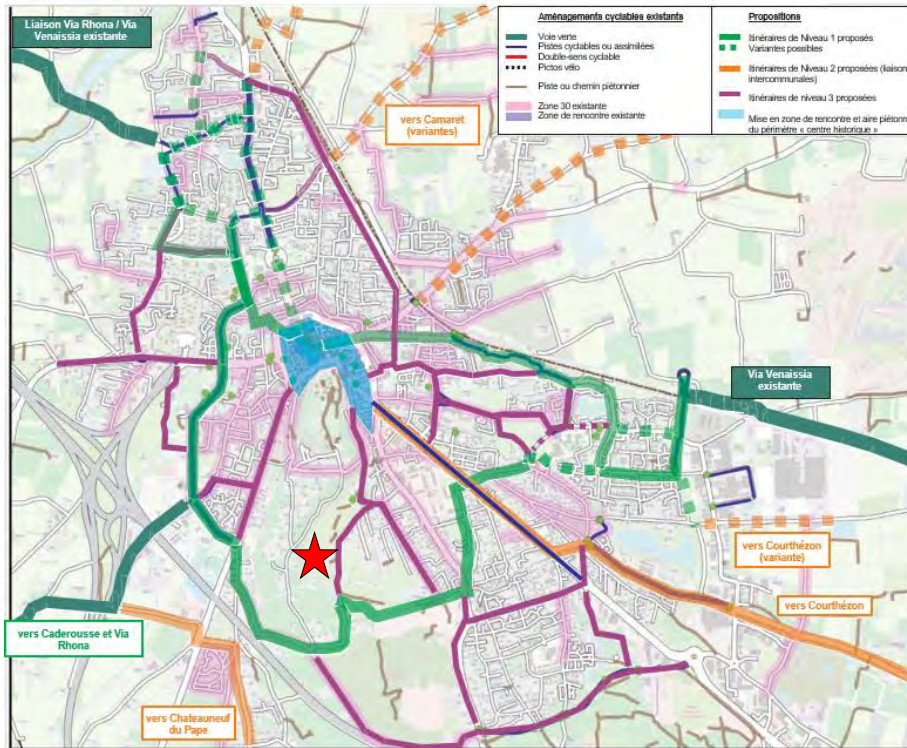 Liaison Via Rhona / Via
Venaissia existante
Aménagements cyclables existants
Voie verte
Pistes cyclables ou assimilées
Double-sens cyclable
Pictos vélo
Piste ou chemin piétonnier
Zone 30 existante
Zone de rencontre existante
Propositions
Itinéraires de Niveau 1 proposés
Variantes possibles
Itinéraires de Niveau 2 proposées (liaison
intercommunales)
Itinéraires de niveau 3 proposées
Mise en zone de rencontre et aire piétonn
du périmètre « centre historique »
vers Camaret
(variantes)
Via Venaissia
existante
vers Courthézon
(variante)
vers Courthézon
vers Caderousse et Via
Rhona
vers Chateauneuf
du Pape